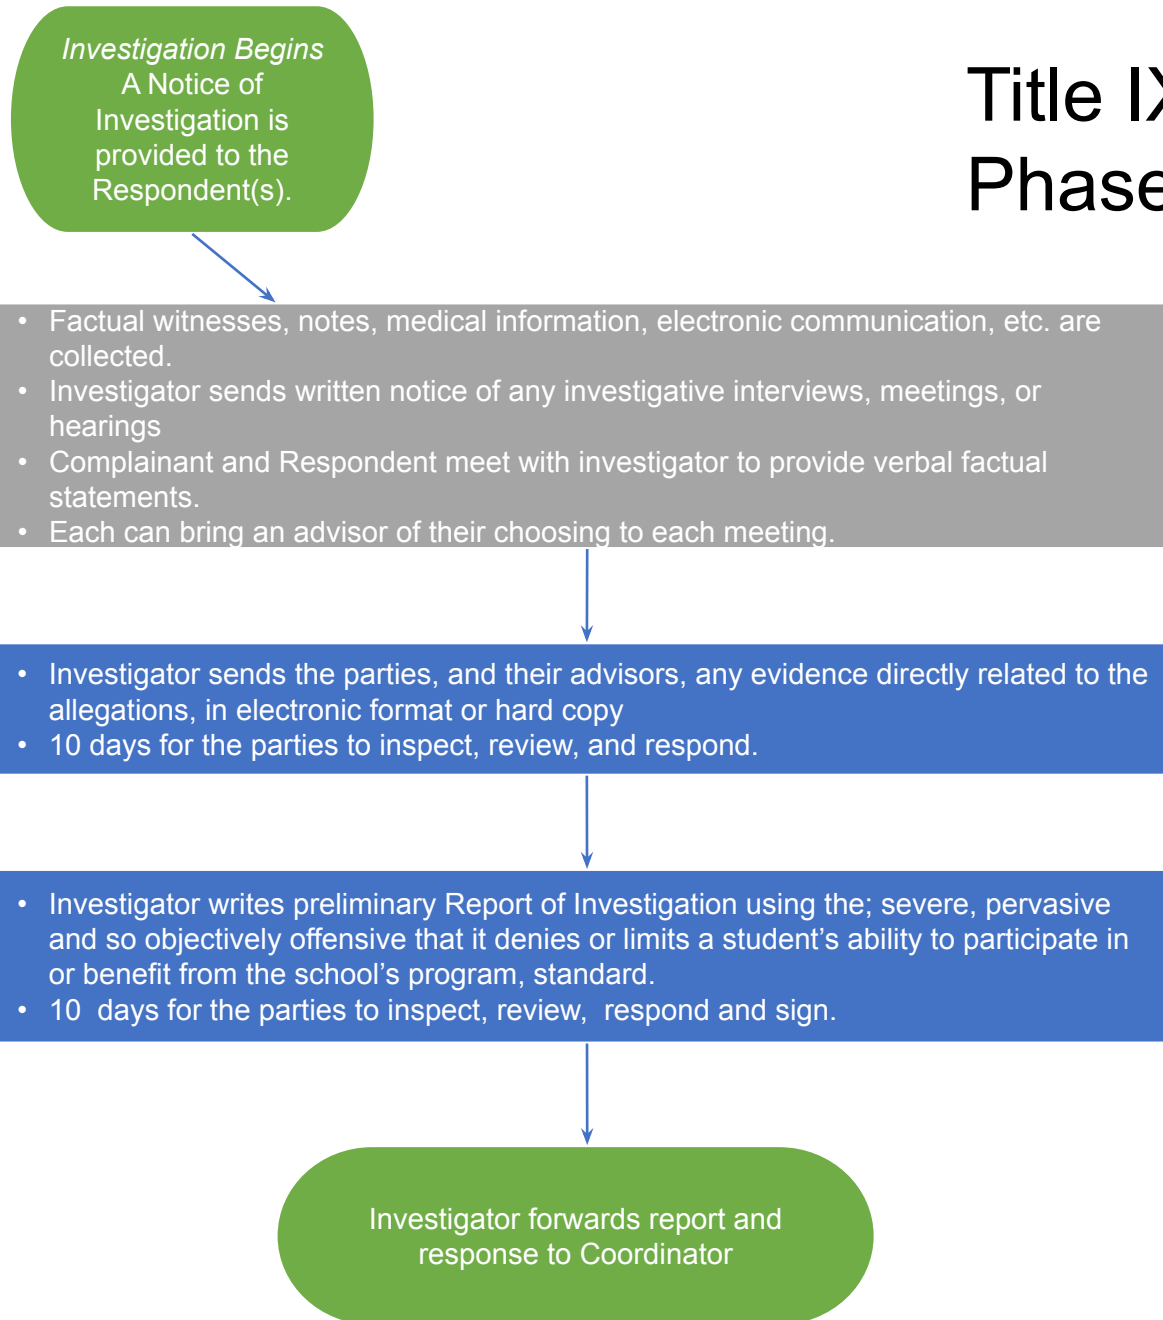 Investigation Begins
A Notice of
Investigation is
provided to the
Respondent(s).
Title IX
Phase
• Factual witnesses, notes, medical information, electronic communication, etc. are
collected.
• Investigator sends written notice of any investigative interviews, meetings, or
hearings
• Complainant and Respondent meet with investigator to provide verbal factual
statements.
• Each can bring an advisor of their choosing to each meeting.
• Investigator sends the parties, and their advisors, any evidence directly related to the
allegations, in electronic format or hard copy
• 10 days for the parties to inspect, review, and respond.
• Investigator writes preliminary Report of Investigation using the; severe, pervasive
and so objectively offensive that it denies or limits a student’s ability to participate in
or benefit from the school’s program, standard.
• 10  days for the parties to inspect, review,  respond and sign.
Investigator forwards report and
response to Coordinator